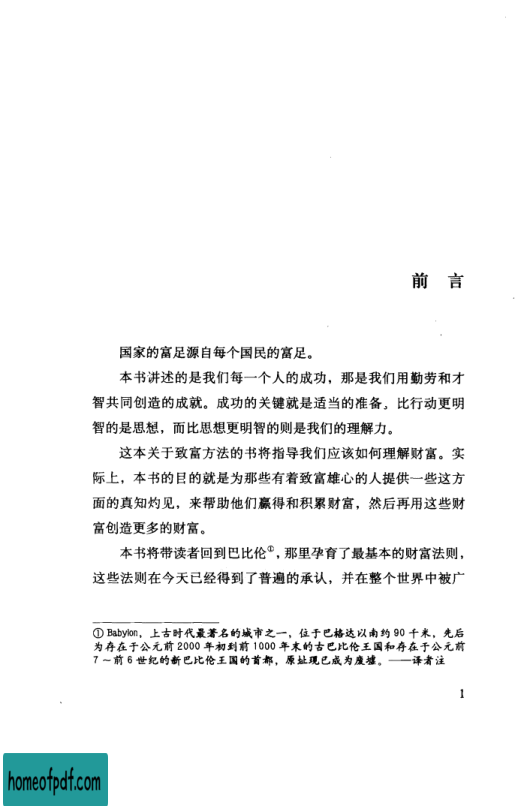 前 言
国家的富足源自每个国民的富足。
本书讲述的是我们每一个人的成功，那是我们用勤劳和才
智共同创造的成就。成功的关键就是适当的准备。比行动更明
智的是思想，而比思想更明智的则是我们的理解力。
这本关于致富方法的书将指导我们应该如何理解财富。实
际上，本书的目的就是为那些有着致富雄心的人提供一些这方
面的真知灼见，来帮助他们赢得和积累财富，然后再用这些财
富创造更多的财富。
本书将带读者回到巴比伦①，那里孕育了最基本的财富法则，
这些法则在今天已经得到了普遍的承认，并在整个世界中被广
① Babylon，上古时代最著名的城市之一，位于巴格达以南约 90 千米，先后
为存在于公元前 2000 年初到前 1000 年末的古巴比伦王国和存在于公元前
7 ～前 6 世纪的新巴比伦王国的首都，原址现已成为废墟。——译者注
1
homeofpdf.com